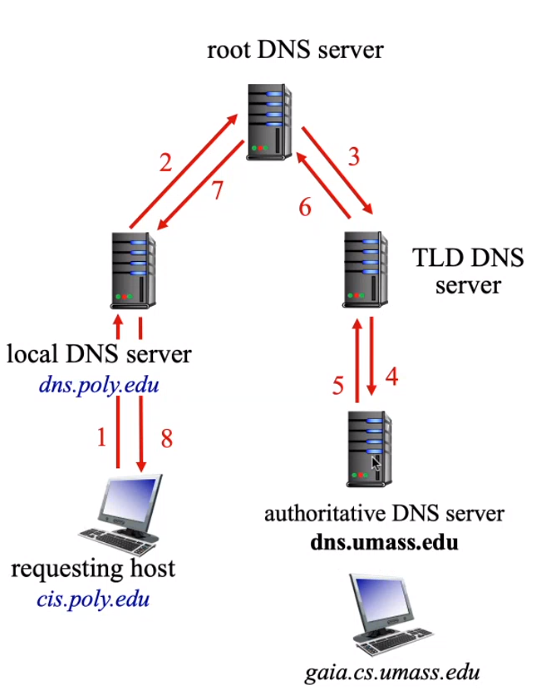 root DNS server
2
3
7
6
TLD DNS
server
local DNS server
dns.poly.edu
5
4
1
8
authoritative DNS server
dns.umass.edu
requesting host
cis.poly.edu
gaia.cs.umass.edu